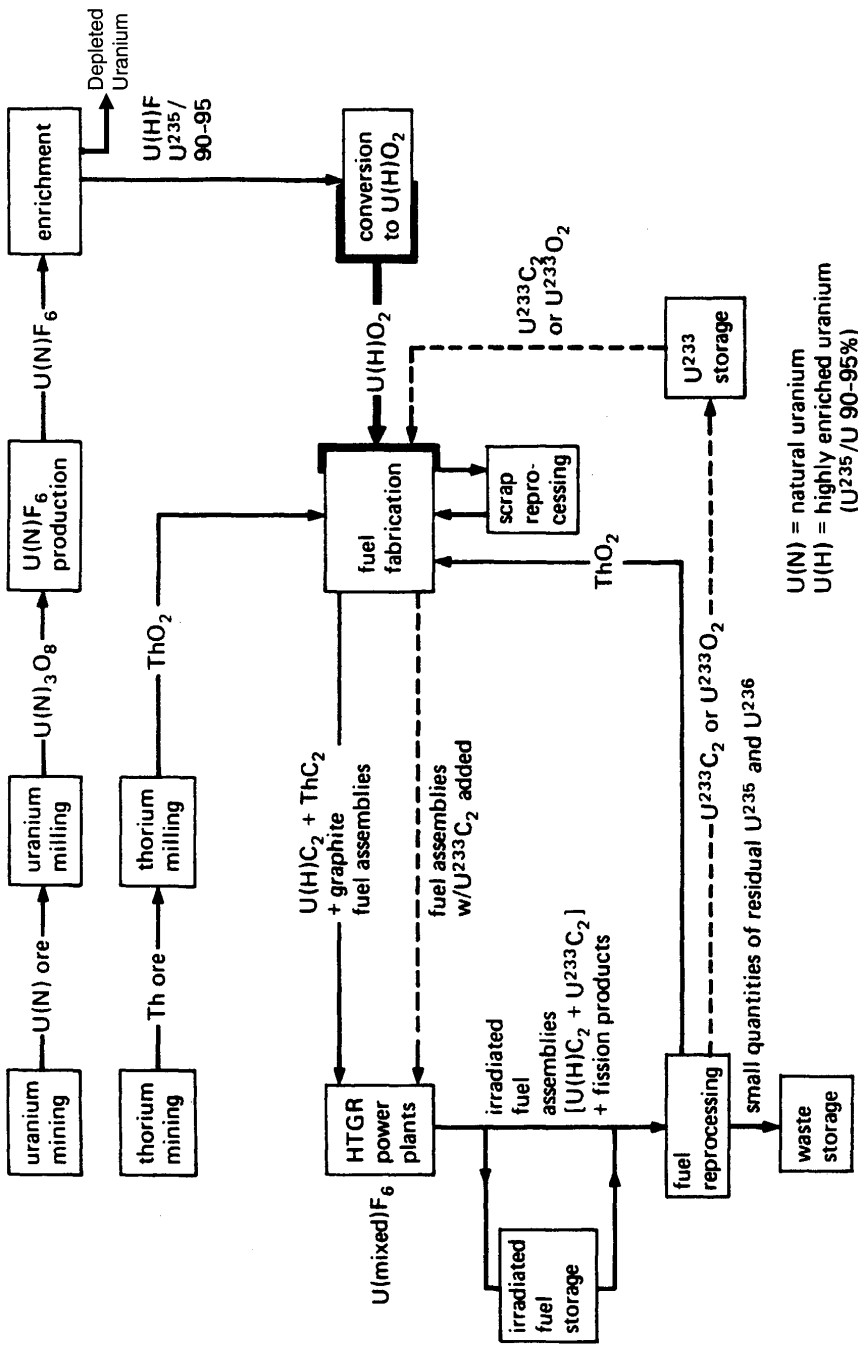 uranium
mining
U(N) ore
uranium
milling
U(N)₃O₈
U(N)F₆
production
U(N)F₆
enrichment
Depleted
Uranium
U(H)F
U²³⁵/
90-95
thorium
mining
Th ore
thorium
milling
ThO₂
conversion
to U(H)O₂
U(H)O₂
fuel
fabrication
scrap
repro-
cessing
U²³³C₂
or U²³³O₂
U²³³
storage
U(H)C₂ + ThC₂
+ graphite
fuel assemblies
fuel assemblies
w/U²³³C₂ added
HTGR
power
plants
U(mixed)F₆
irradiated
fuel
assemblies
[U(H)C₂ + U²³³C₂]
+ fission products
irradiated
fuel
storage
ThO₂
fuel
reprocessing
U²³³C₂ or U²³³O₂
small quantities of residual U²³⁵ and U²³⁶
waste
storage
U(N) = natural uranium
U(H) = highly enriched uranium
(U²³⁵/U 90-95%)